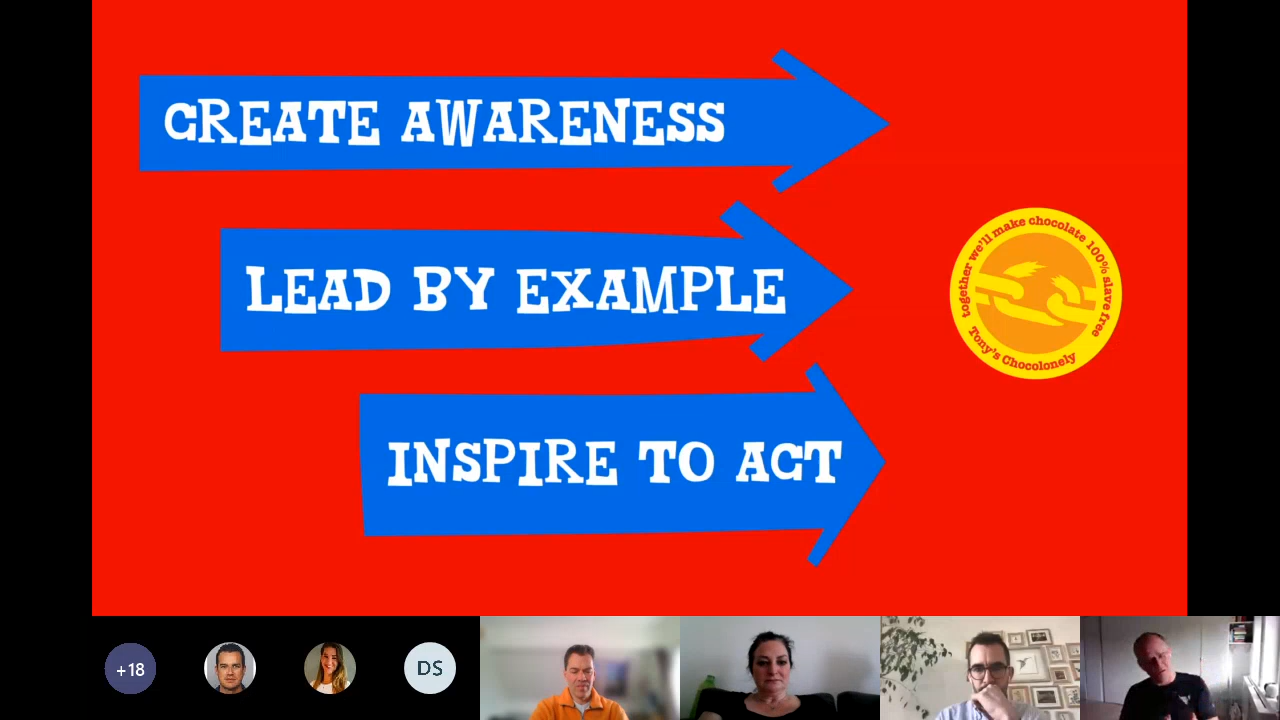 CREATE AWARENESS
LEAD BY EXAMPLE
together we'll make chocolate 100% slave free
Tony's Chocolonely
INSPIRE TO ACT
+18
DS